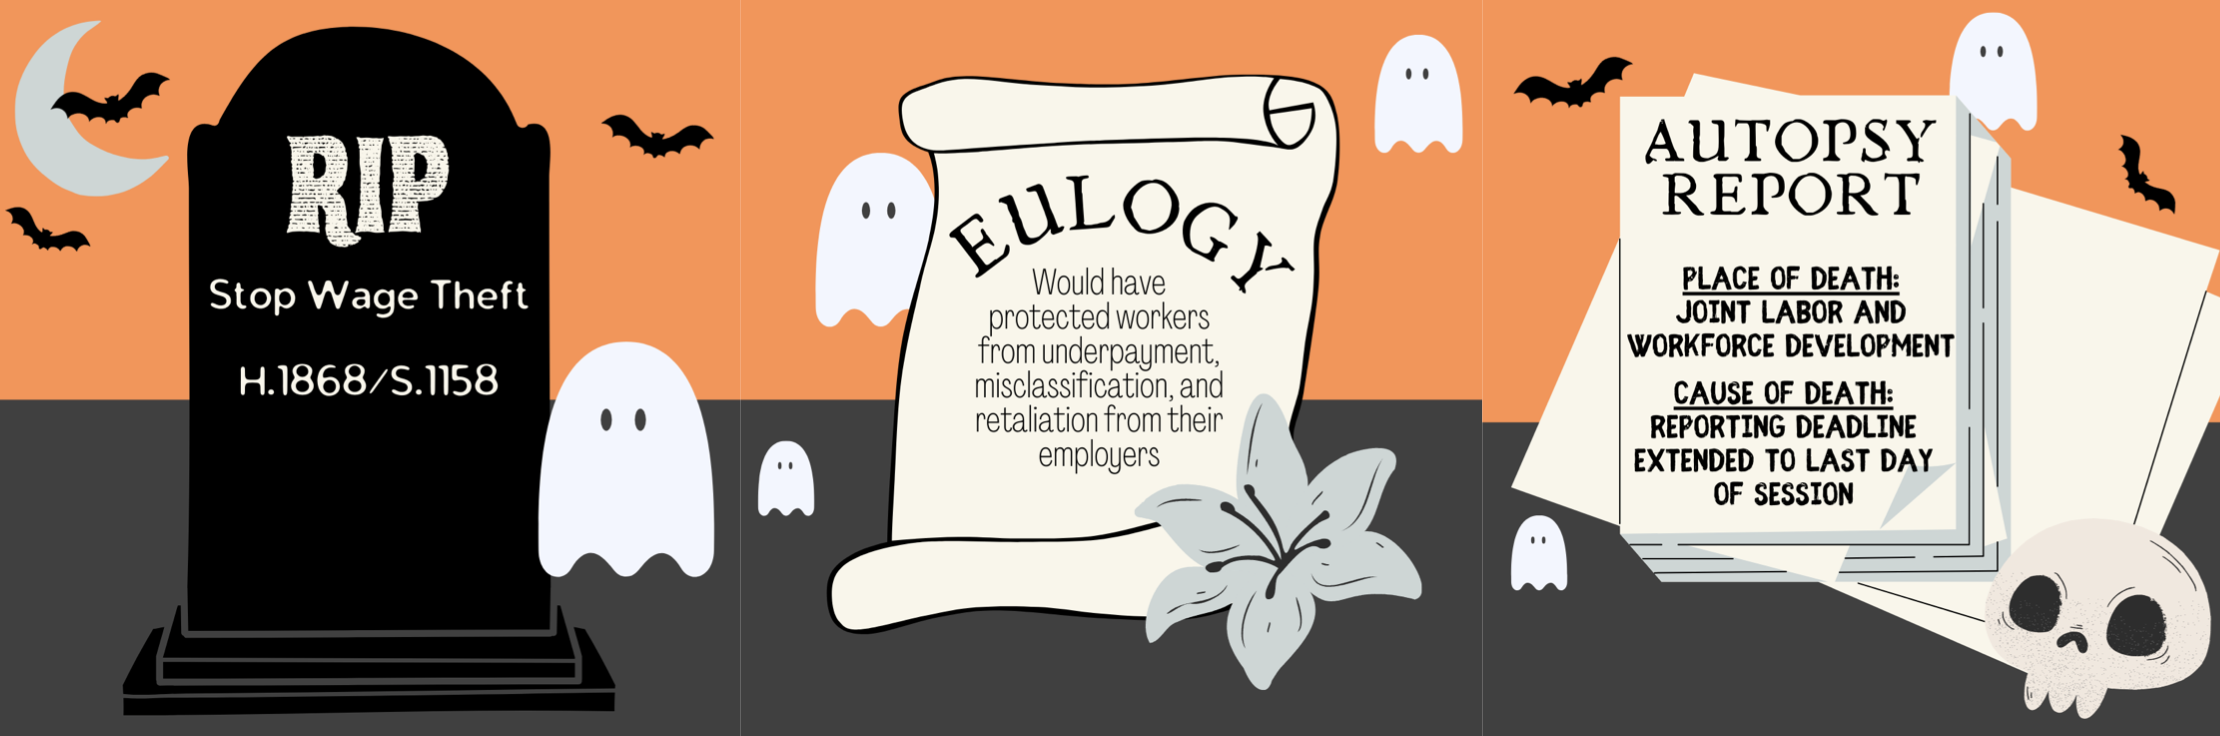 RIP
Stop Wage Theft
H.1868/S.1158
EULOGY
Would have
protected workers
from underpayment,
misclassification, and
retaliation from their
employers
AUTOPSY
REPORT
PLACE OF DEATH:
JOINT LABOR AND
WORKFORCE DEVELOPMENT
CAUSE OF DEATH:
REPORTING DEADLINE
EXTENDED TO LAST DAY
OF SESSION